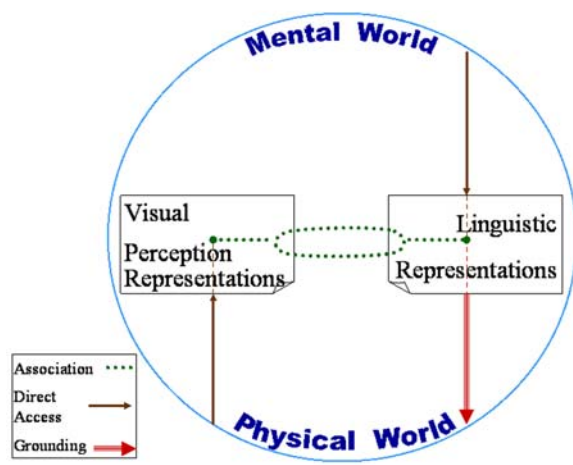 Mental World
Visual
Perception
Representations
Linguistic
Representations
Association
Direct
Access
Grounding
Physical World